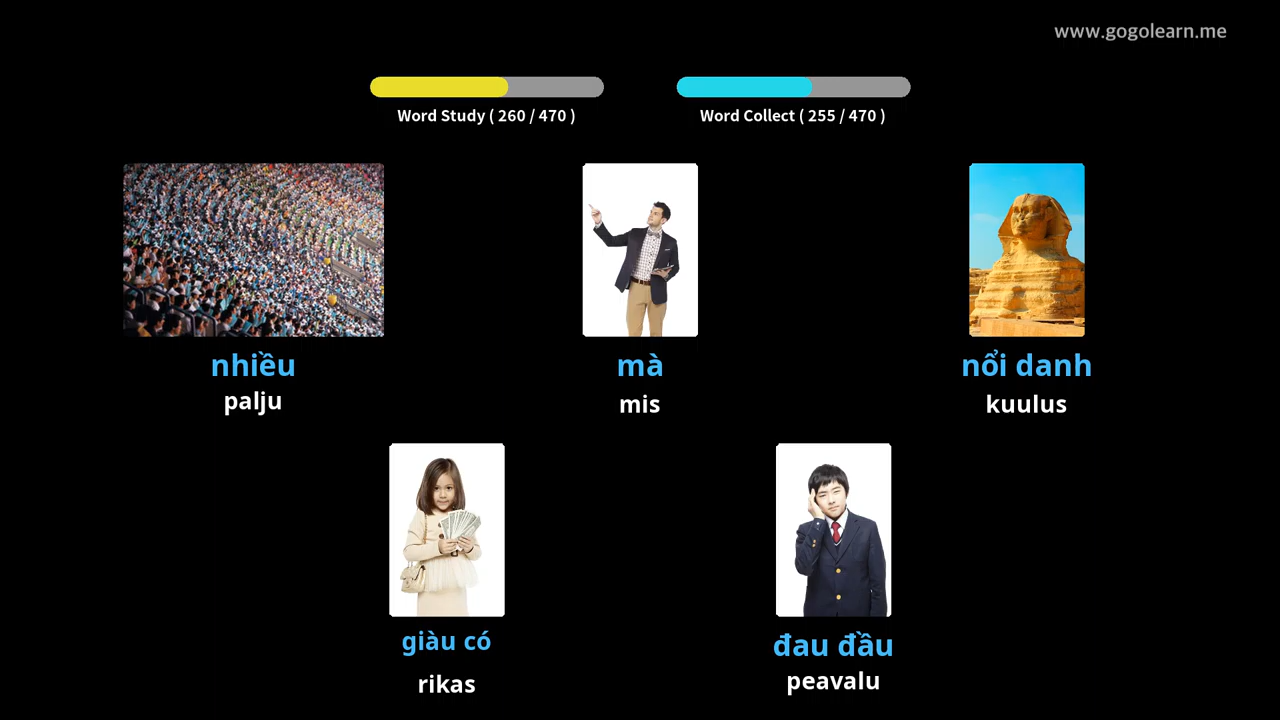 www.gogolearn.me
Word Study ( 260 / 470 )
Word Collect ( 255 / 470 )
nhiều
palju
mà
mis
nổi danh
kuulus
giàu có
rikas
đau đầu
peavalu